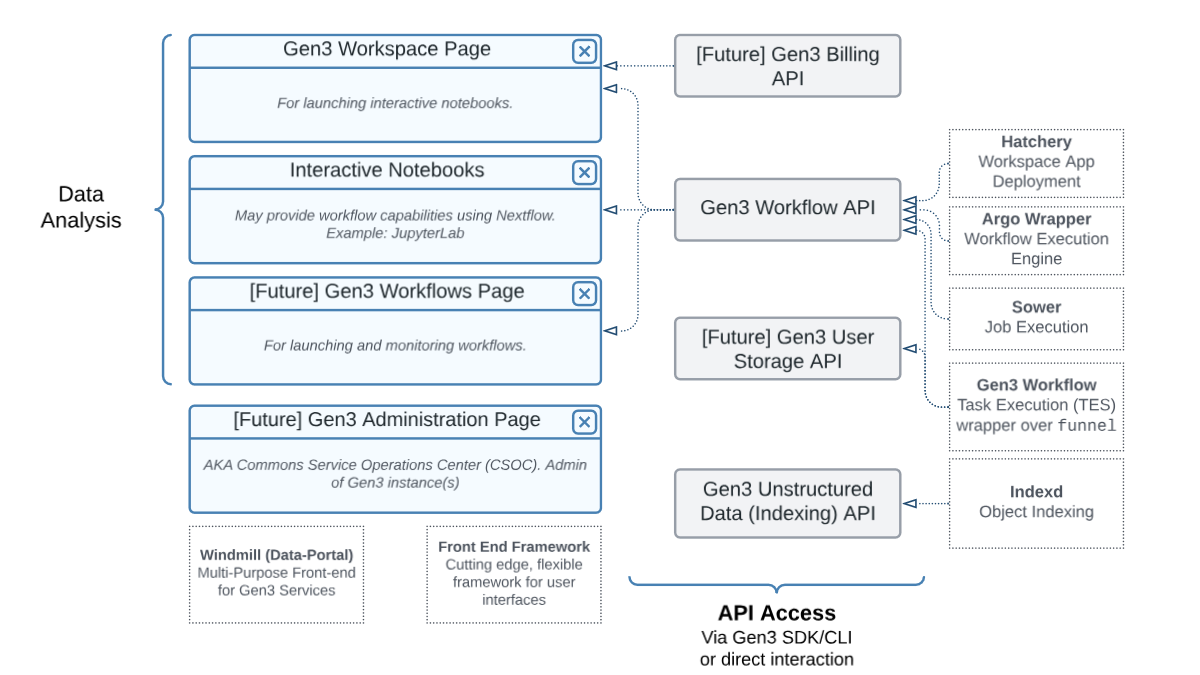 Gen3 Workspace Page
For launching interactive notebooks.
Interactive Notebooks
May provide workflow capabilities using Nextflow.
Example: JupyterLab
Data
Analysis
[Future] Gen3 Workflows Page
For launching and monitoring workflows.
[Future] Gen3 Administration Page
AKA Commons Service Operations Center (CSOC). Admin
of Gen3 instance(s)
Windmill (Data-Portal)
Multi-Purpose Front-end
for Gen3 Services
Front End Framework
Cutting edge, flexible
framework for user
interfaces
[Future] Gen3 Billing
API
Gen3 Workflow API
[Future] Gen3 User
Storage API
Gen3 Unstructured
Data (Indexing) API
API Access
Via Gen3 SDK/CLI
or direct interaction
Hatchery
Workspace App
Deployment
Argo Wrapper
Workflow Execution
Engine
Sower
Job Execution
Gen3 Workflow
Task Execution (TES)
wrapper over funnel
Indexd
Object Indexing